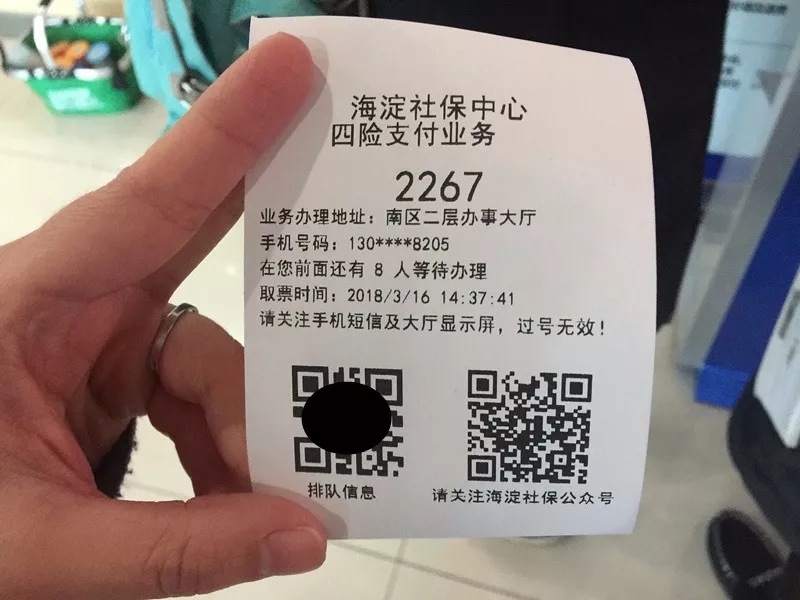 海淀社保中心
四险支付业务
2267
业务办理地址：南区二层办事大厅
手机号码：130****8205
在您前面还有 8 人等待办理
取票时间：2018/3/16 14:37:41
请关注手机短信及大厅显示屏，过号无效！
排队信息
请关注海淀社保公众号